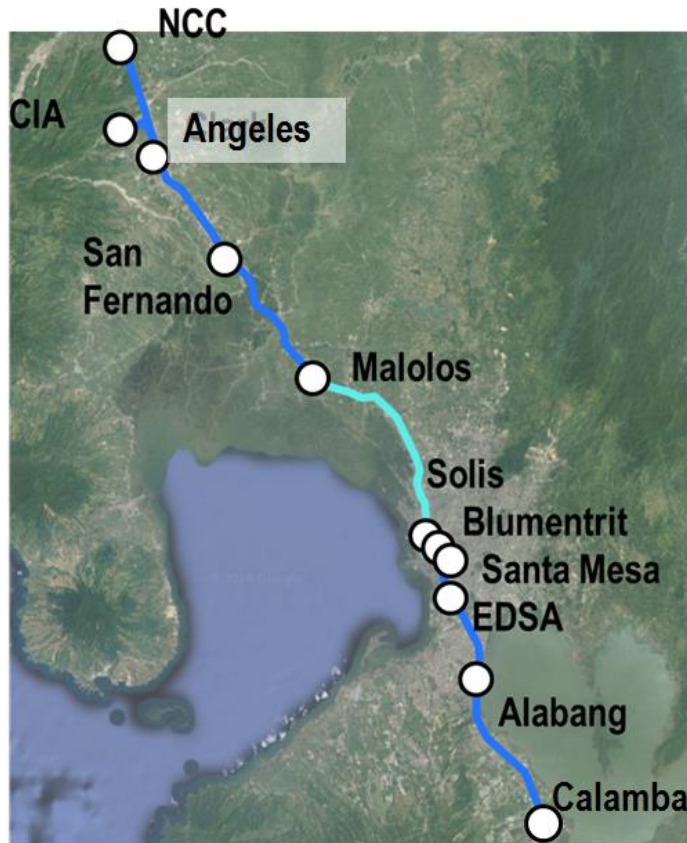 NCC
CIA
Angeles
San
Fernando
Malolos
Solis
Blumentrit
Santa Mesa
EDSA
Alabang
Calamba